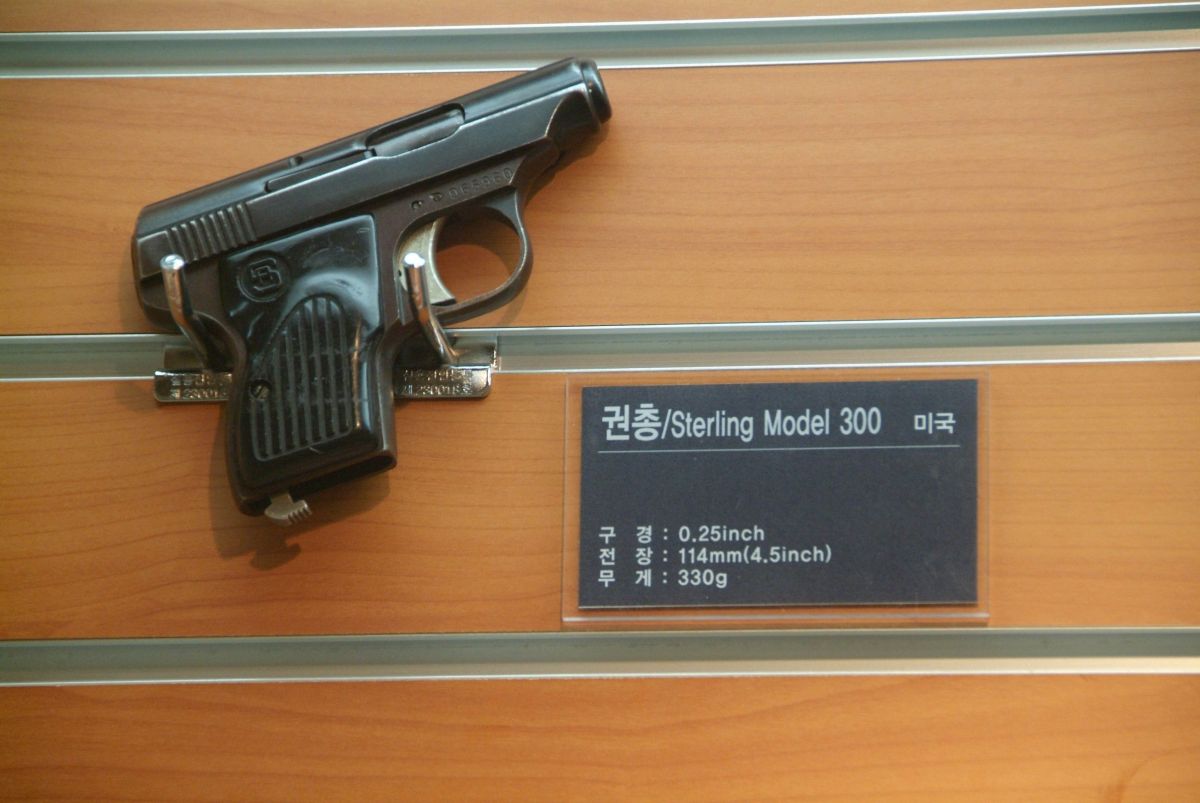 권총/Sterling Model 300 미국
구 경 : 0.25inch
전 장 : 114mm(4.5inch)
무 게 : 330g